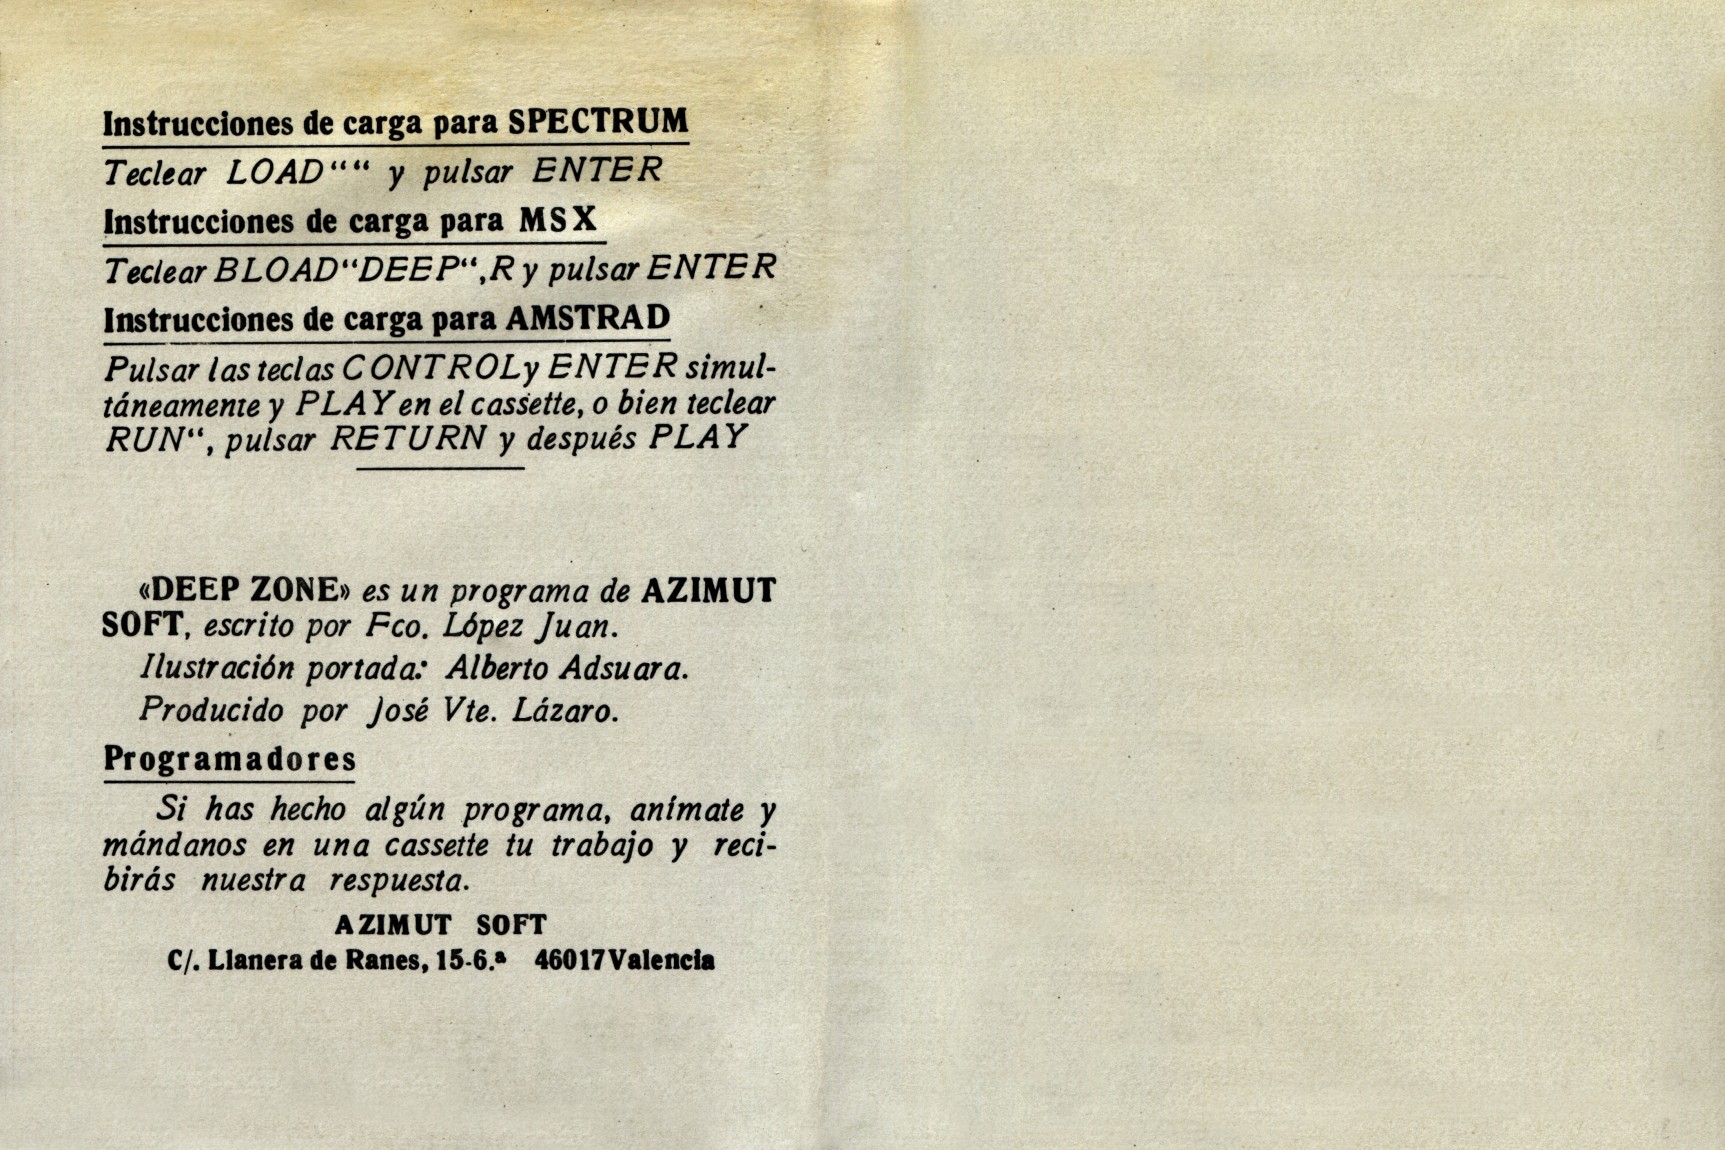 Instrucciones de carga para SPECTRUM
Teclear LOAD““ y pulsar ENTER
Instrucciones de carga para MSX
Teclear BLOAD“DEEP“,R y pulsar ENTER
Instrucciones de carga para AMSTRAD
Pulsar las teclas CONTROL y ENTER simul-
táneamente y PLAY en el cassette, o bien teclear
RUN“, pulsar RETURN y después PLAY
«DEEP ZONE» es un programa de AZIMUT
SOFT, escrito por Fco. López Juan.
Ilustración portada: Alberto Adsuara.
Producido por José Vte. Lázaro.
Programadores
Si has hecho algún programa, anímate y
mándanos en una cassette tu trabajo y reci-
birás nuestra respuesta.
AZIMUT SOFT
C/. Llanera de Ranes, 15-6.ª 46017 Valencia